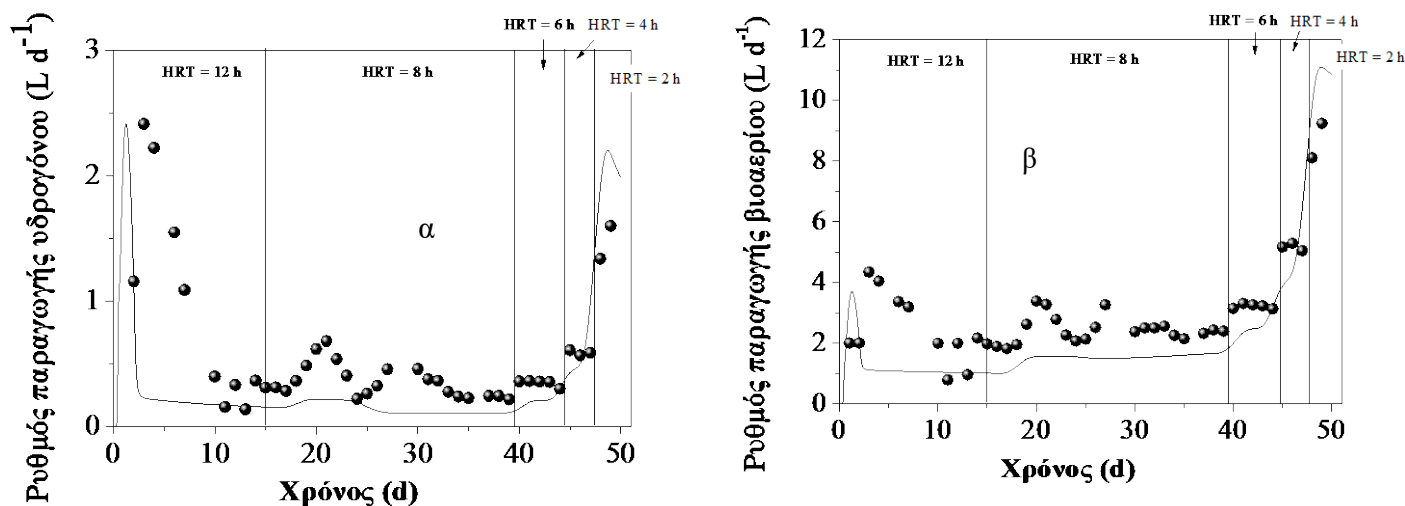 HRT = 6 h
HRT = 4 h
HRT = 12 h
HRT = 8 h
HRT = 2 h
Ρυθμός παραγωγής υδρογόνου (L d⁻¹)
3
2
1
0
α
0 10 20 30 40 50
Χρόνος (d)
HRT = 6 h
HRT = 4 h
HRT = 12 h
HRT = 8 h
HRT = 2 h
Ρυθμός παραγωγής βιοαερίου (L d⁻¹)
12
10
8
6
4
2
0
β
0 10 20 30 40 50
Χρόνος (d)